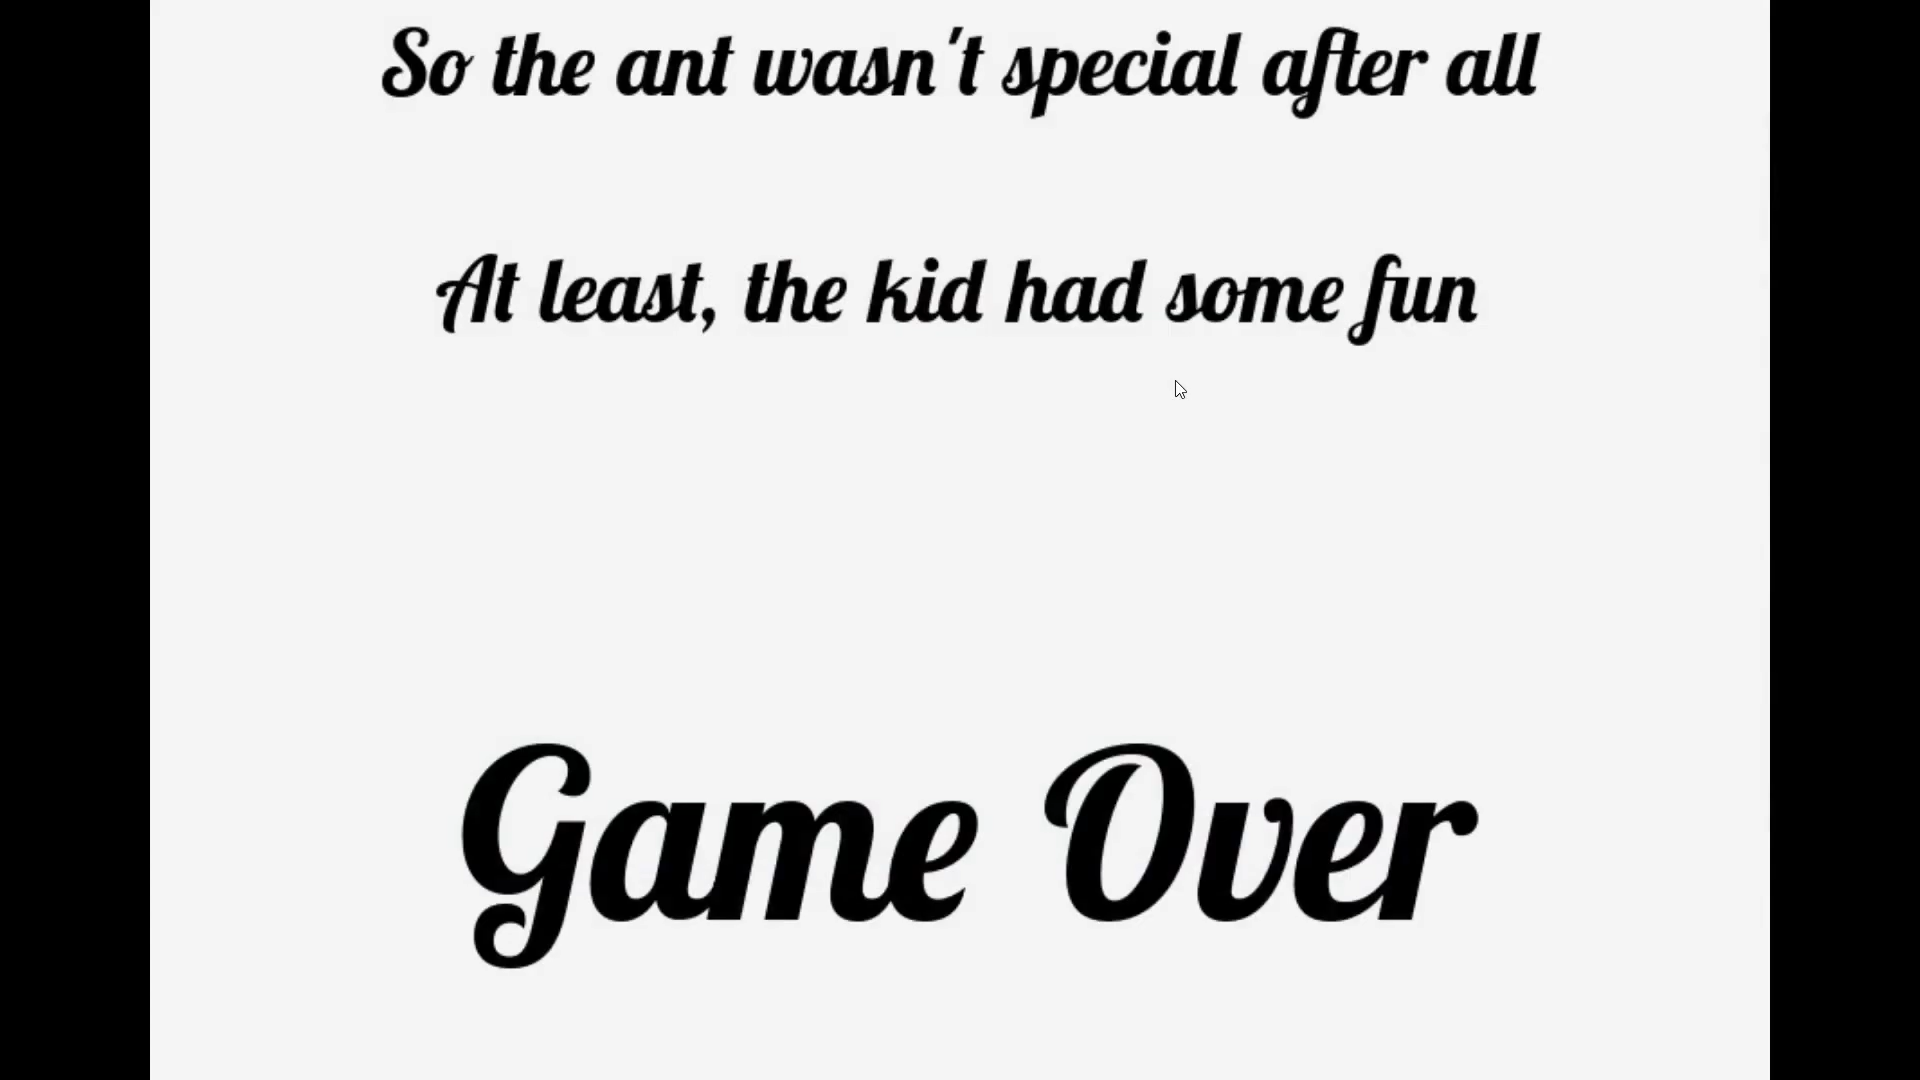 So the ant wasn't special after all
At least, the kid had some fun
Game Over